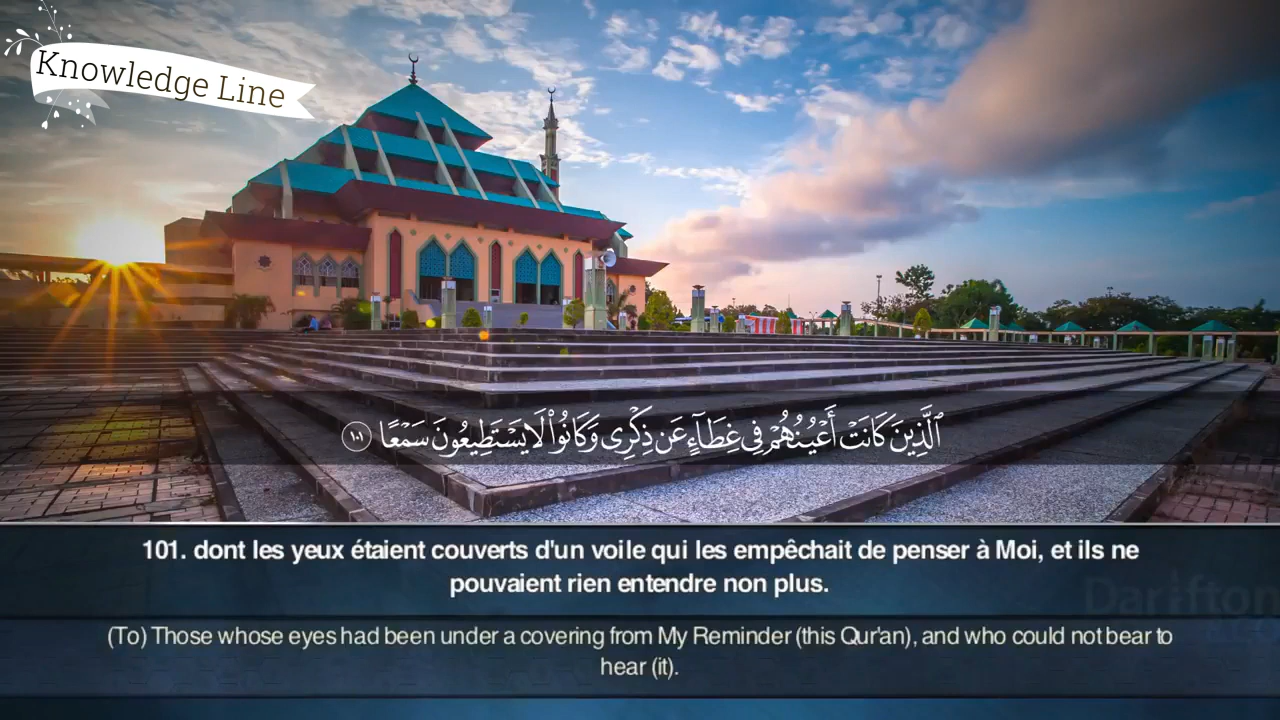 Knowledge Line
ٱلَّذِينَ كَانَتْ أَعْيُنُهُمْ فِى غِطَآءٍ عَن ذِكْرِى وَكَانُوا۟ لَا يَسْتَطِيعُونَ سَمْعًا ١٠١
101. dont les yeux étaient couverts d'un voile qui les empêchait de penser à Moi, et ils ne
pouvaient rien entendre non plus.
(To) Those whose eyes had been under a covering from My Reminder (this Qur'an), and who could not bear to
hear (it).